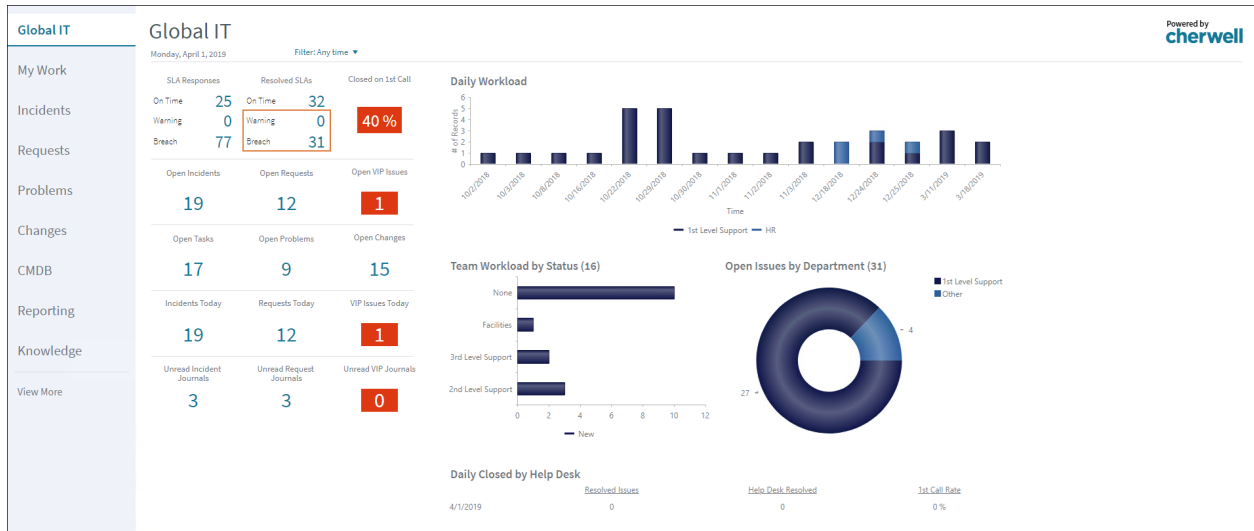 Global IT
My Work
Incidents
Requests
Problems
Changes
CMDB
Reporting
Knowledge
View More
Global IT
Monday, April 1, 2019
Filter: Any time ▼
Powered by
cherwell
SLA Responses
On Time 25
Warning 0
Breach 77
Resolved SLAs
On Time 32
Warning 0
Breach 31
Closed on 1st Call
40 %
Open Incidents
19
Open Requests
12
Open VIP Issues
1
Open Tasks
17
Open Problems
9
Open Changes
15
Incidents Today
19
Requests Today
12
VIP Issues Today
1
Unread Incident
Journals
3
Unread Request
Journals
3
Unread VIP Journals
0
Daily Workload
# of Records
6
5
4
3
2
1
0
10/2/2018
10/3/2018
10/8/2018
10/16/2018
10/22/2018
10/29/2018
10/30/2018
11/1/2018
11/2/2018
11/3/2018
12/18/2018
12/24/2018
12/25/2018
3/11/2019
3/18/2019
Time
1st Level Support
HR
Team Workload by Status (16)
None
Facilities
3rd Level Support
2nd Level Support
0 2 4 6 8 10 12
New
Open Issues by Department (31)
1st Level Support
Other
4
27
Daily Closed by Help Desk
Resolved Issues Help Desk Resolved 1st Call Rate
4/1/2019 0 0 0 %